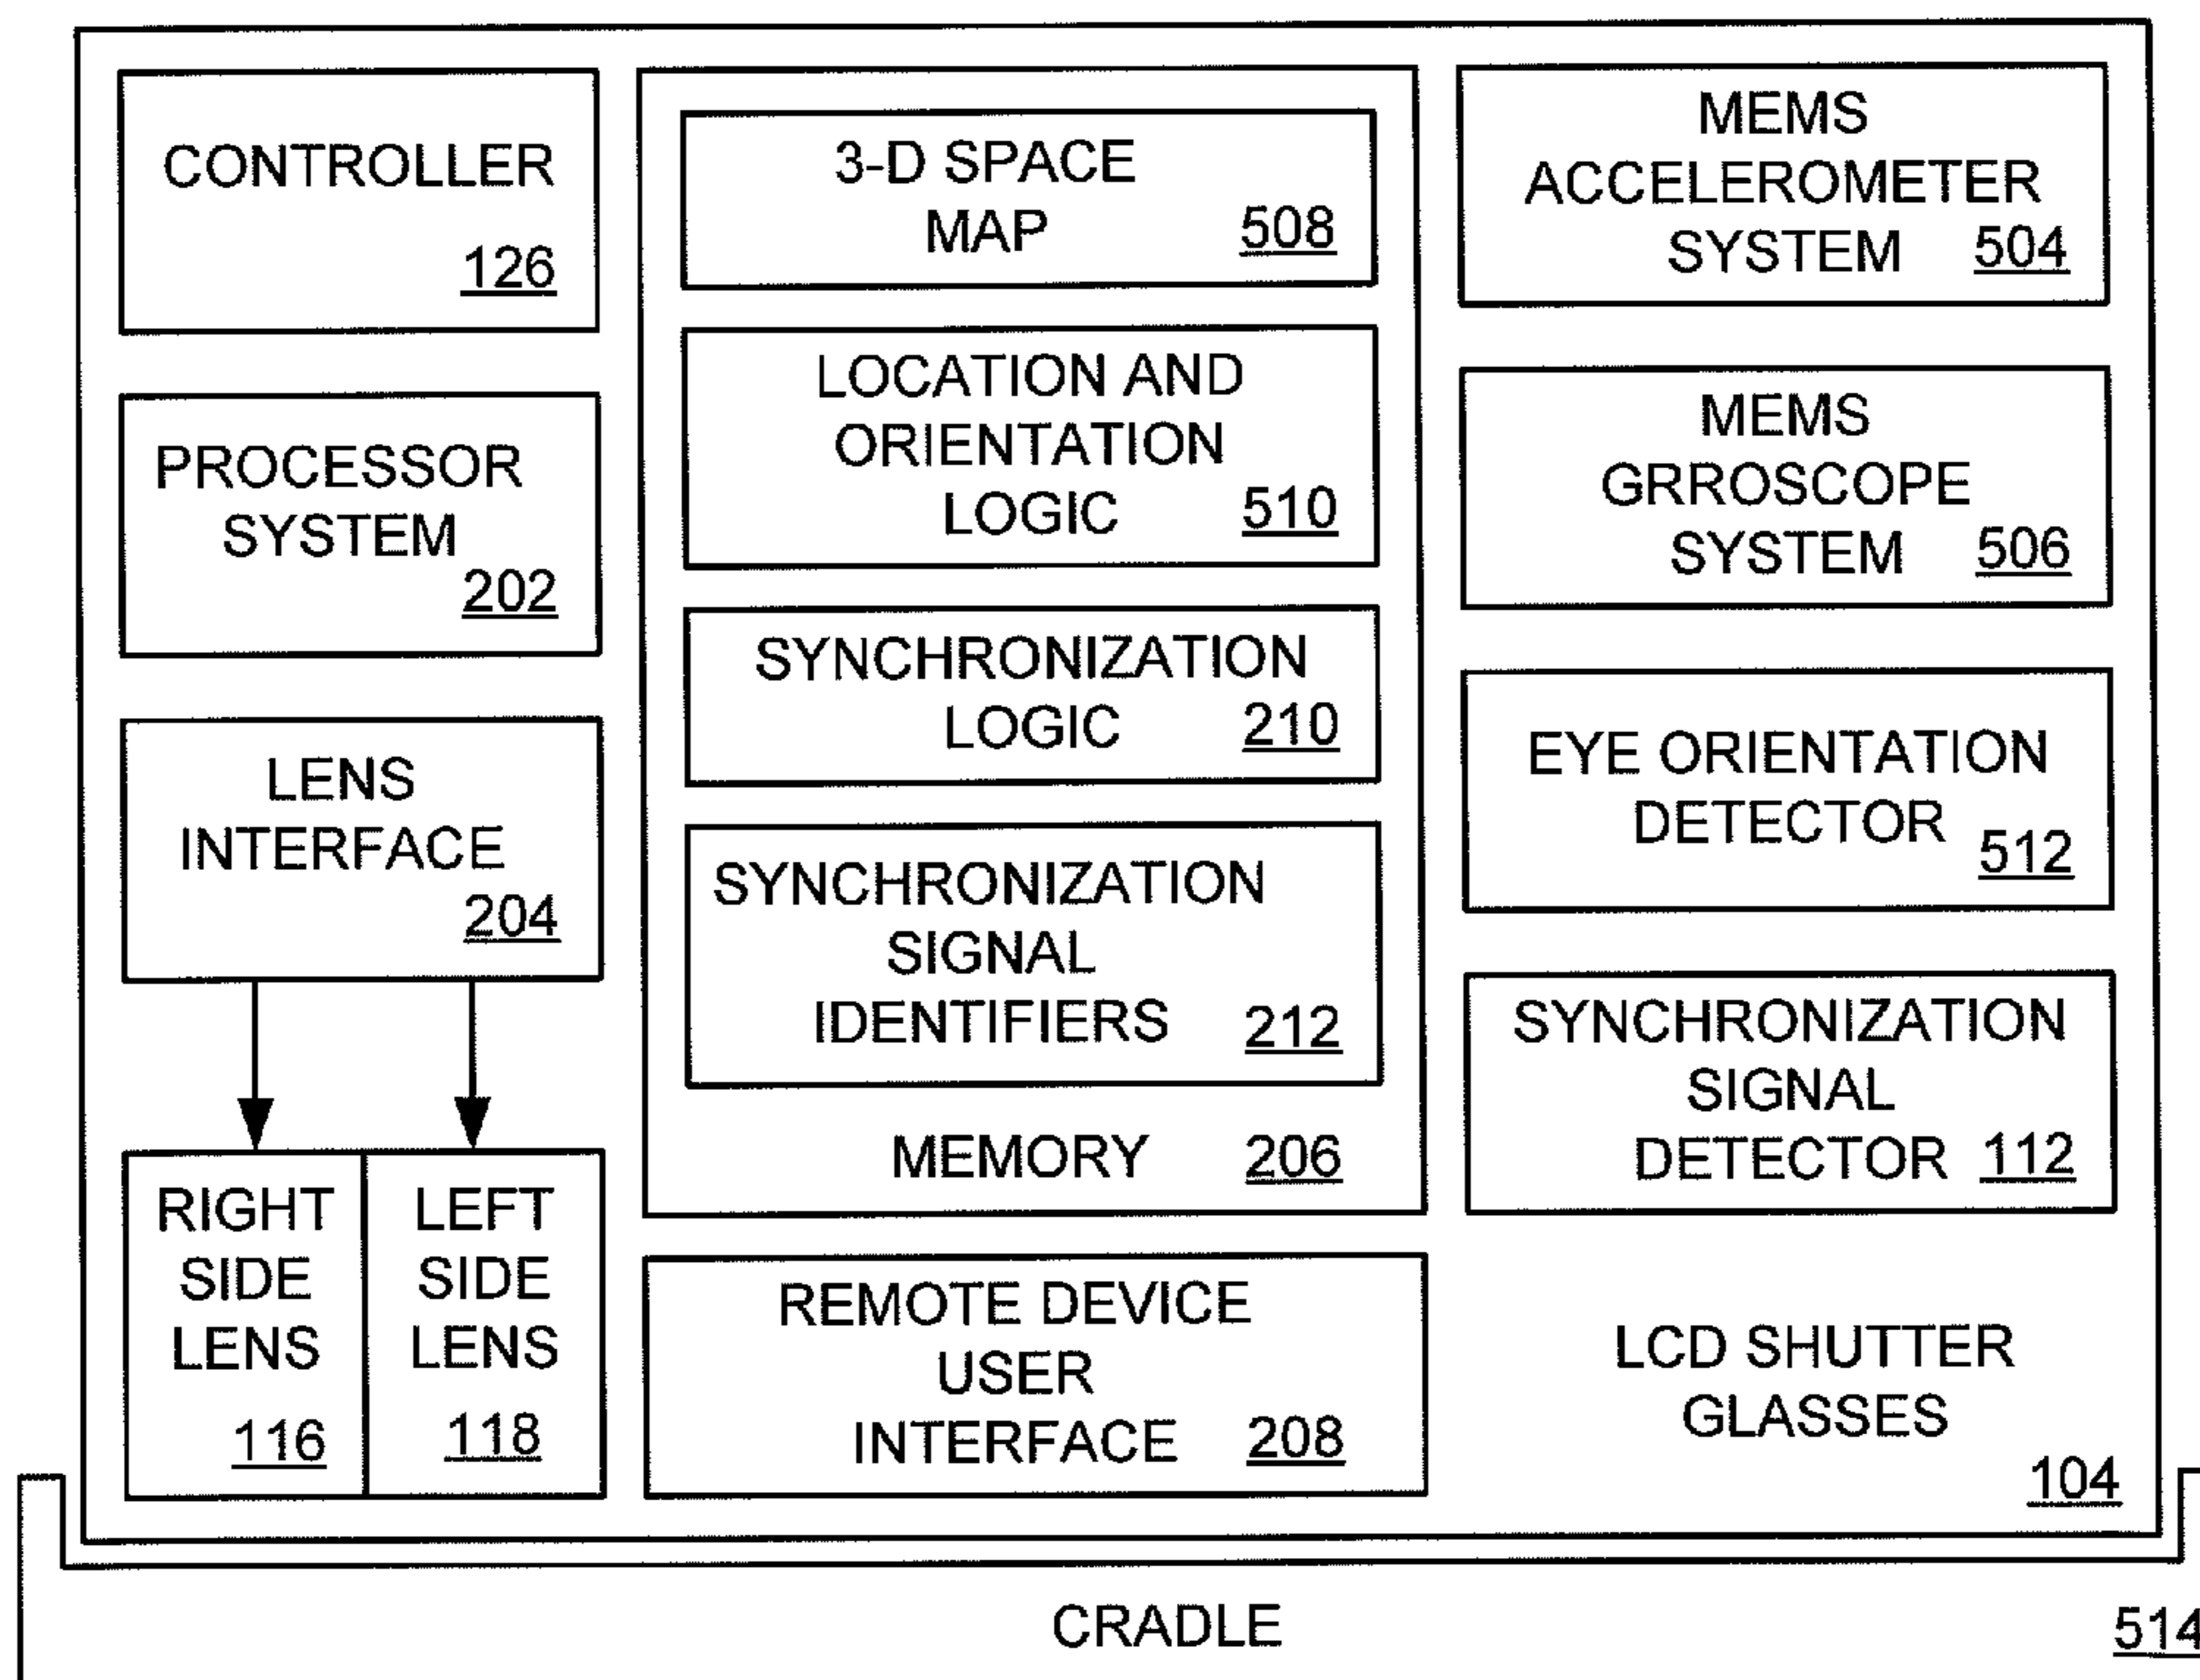 CONTROLLER
126
PROCESSOR
SYSTEM
202
LENS
INTERFACE
204
RIGHT
SIDE
LENS
116
LEFT
SIDE
LENS
118
3-D SPACE
MAP 508
LOCATION AND
ORIENTATION
LOGIC 510
SYNCHRONIZATION
LOGIC 210
SYNCHRONIZATION
SIGNAL
IDENTIFIERS 212
MEMORY 206
REMOTE DEVICE
USER
INTERFACE 208
MEMS
ACCELEROMETER
SYSTEM 504
MEMS
GRROSCOPE
SYSTEM 506
EYE ORIENTATION
DETECTOR 512
SYNCHRONIZATION
SIGNAL
DETECTOR 112
LCD SHUTTER
GLASSES
104
CRADLE 514